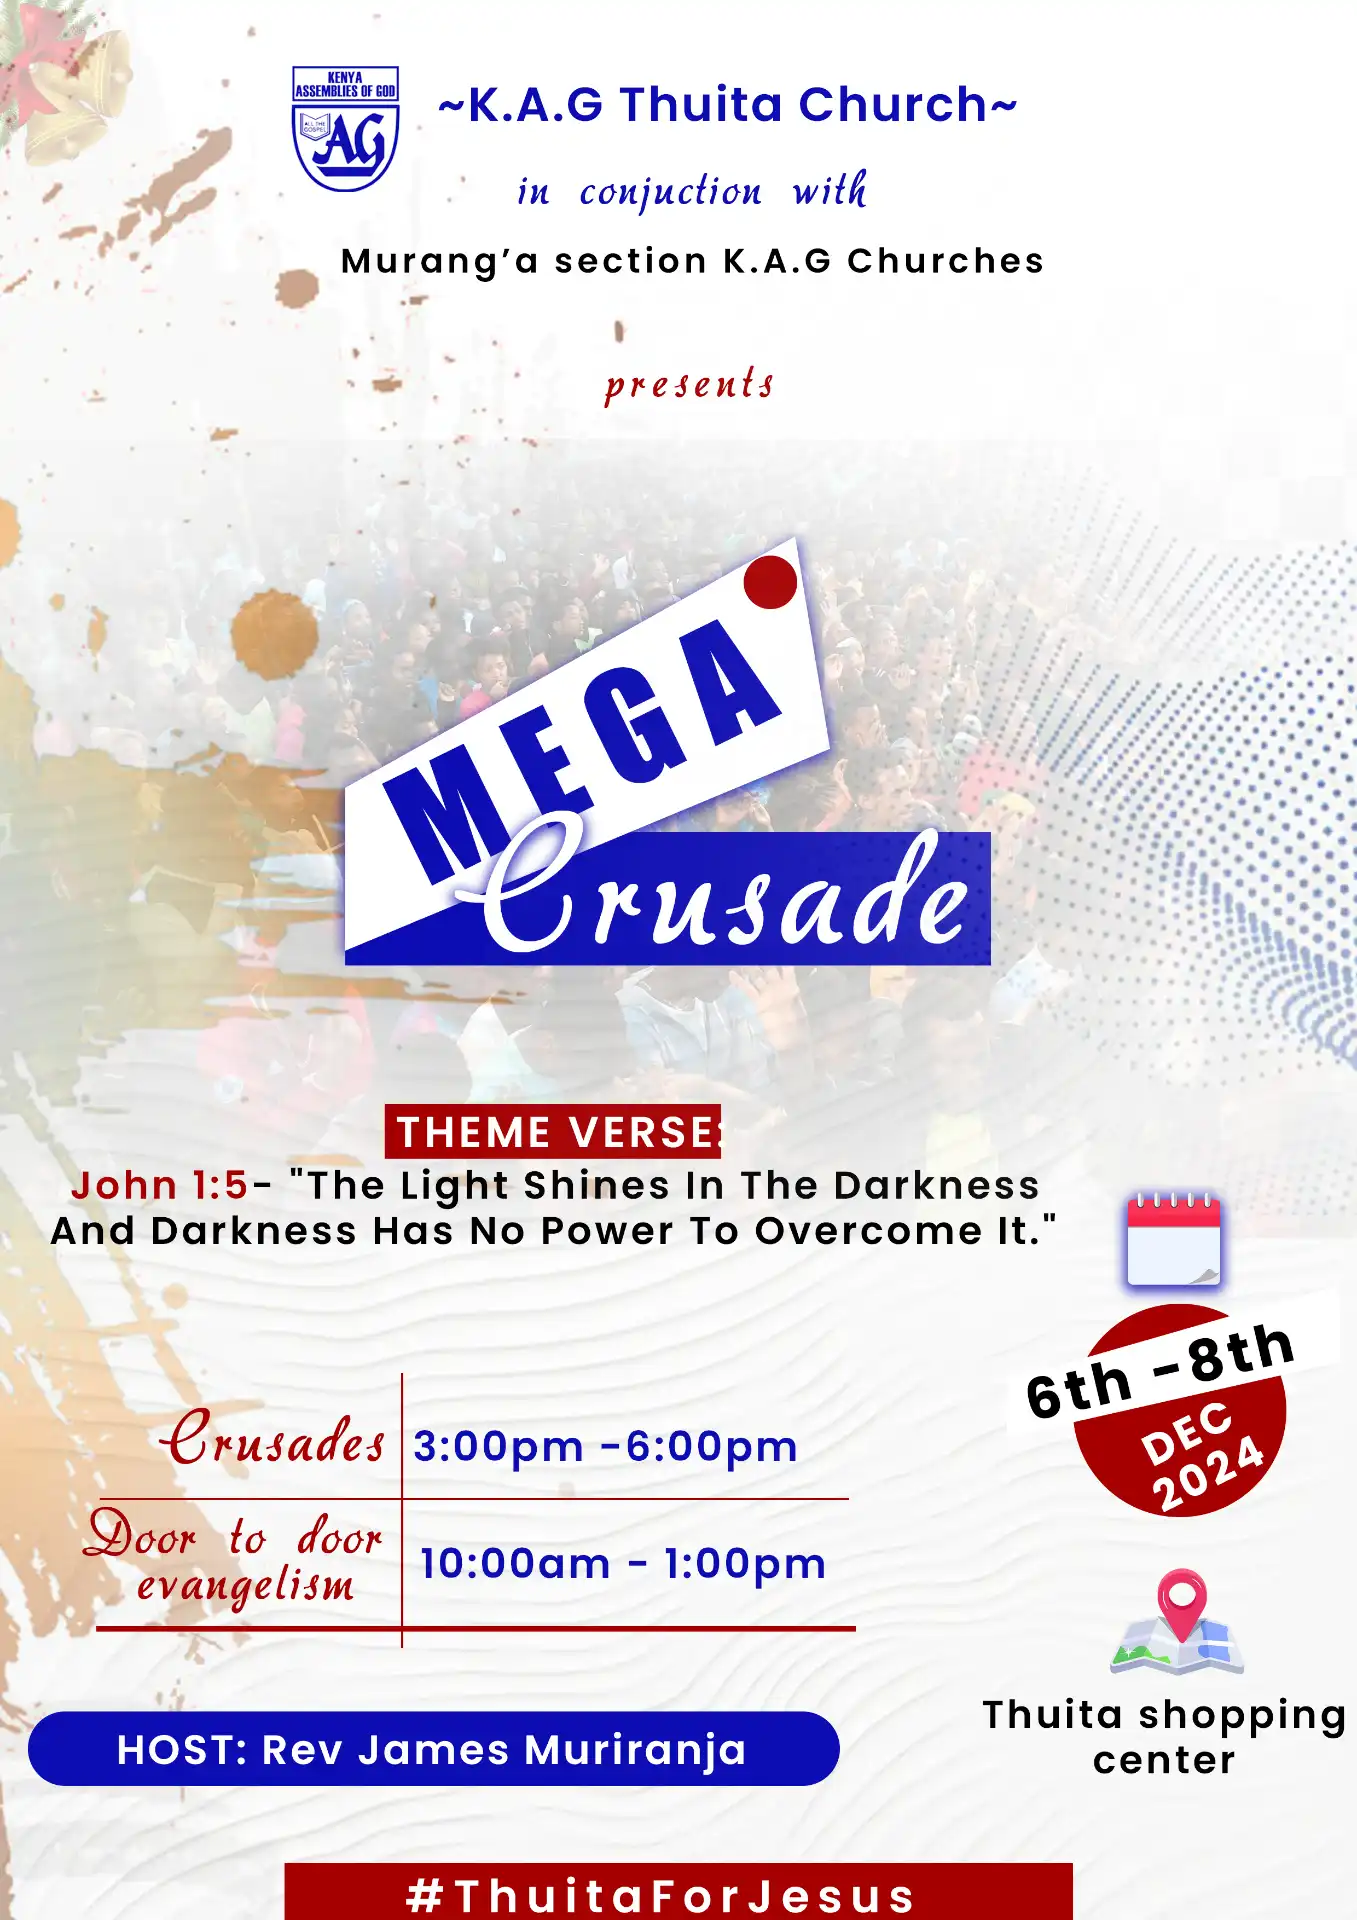 KENYA
ASSEMBLIES OF GOD
ALL THE
GOSPEL
AG
~K.A.G Thuita Church~
in conjuction with
Murang’a section K.A.G Churches
presents
MEGA
Crusade
THEME VERSE:
John 1:5- "The Light Shines In The Darkness
And Darkness Has No Power To Overcome It."
6th -8th
DEC
2024
Crusades 3:00pm -6:00pm
Door to door
evangelism
10:00am - 1:00pm
Thuita shopping
center
HOST: Rev James Muriranja
#ThuitaForJesus